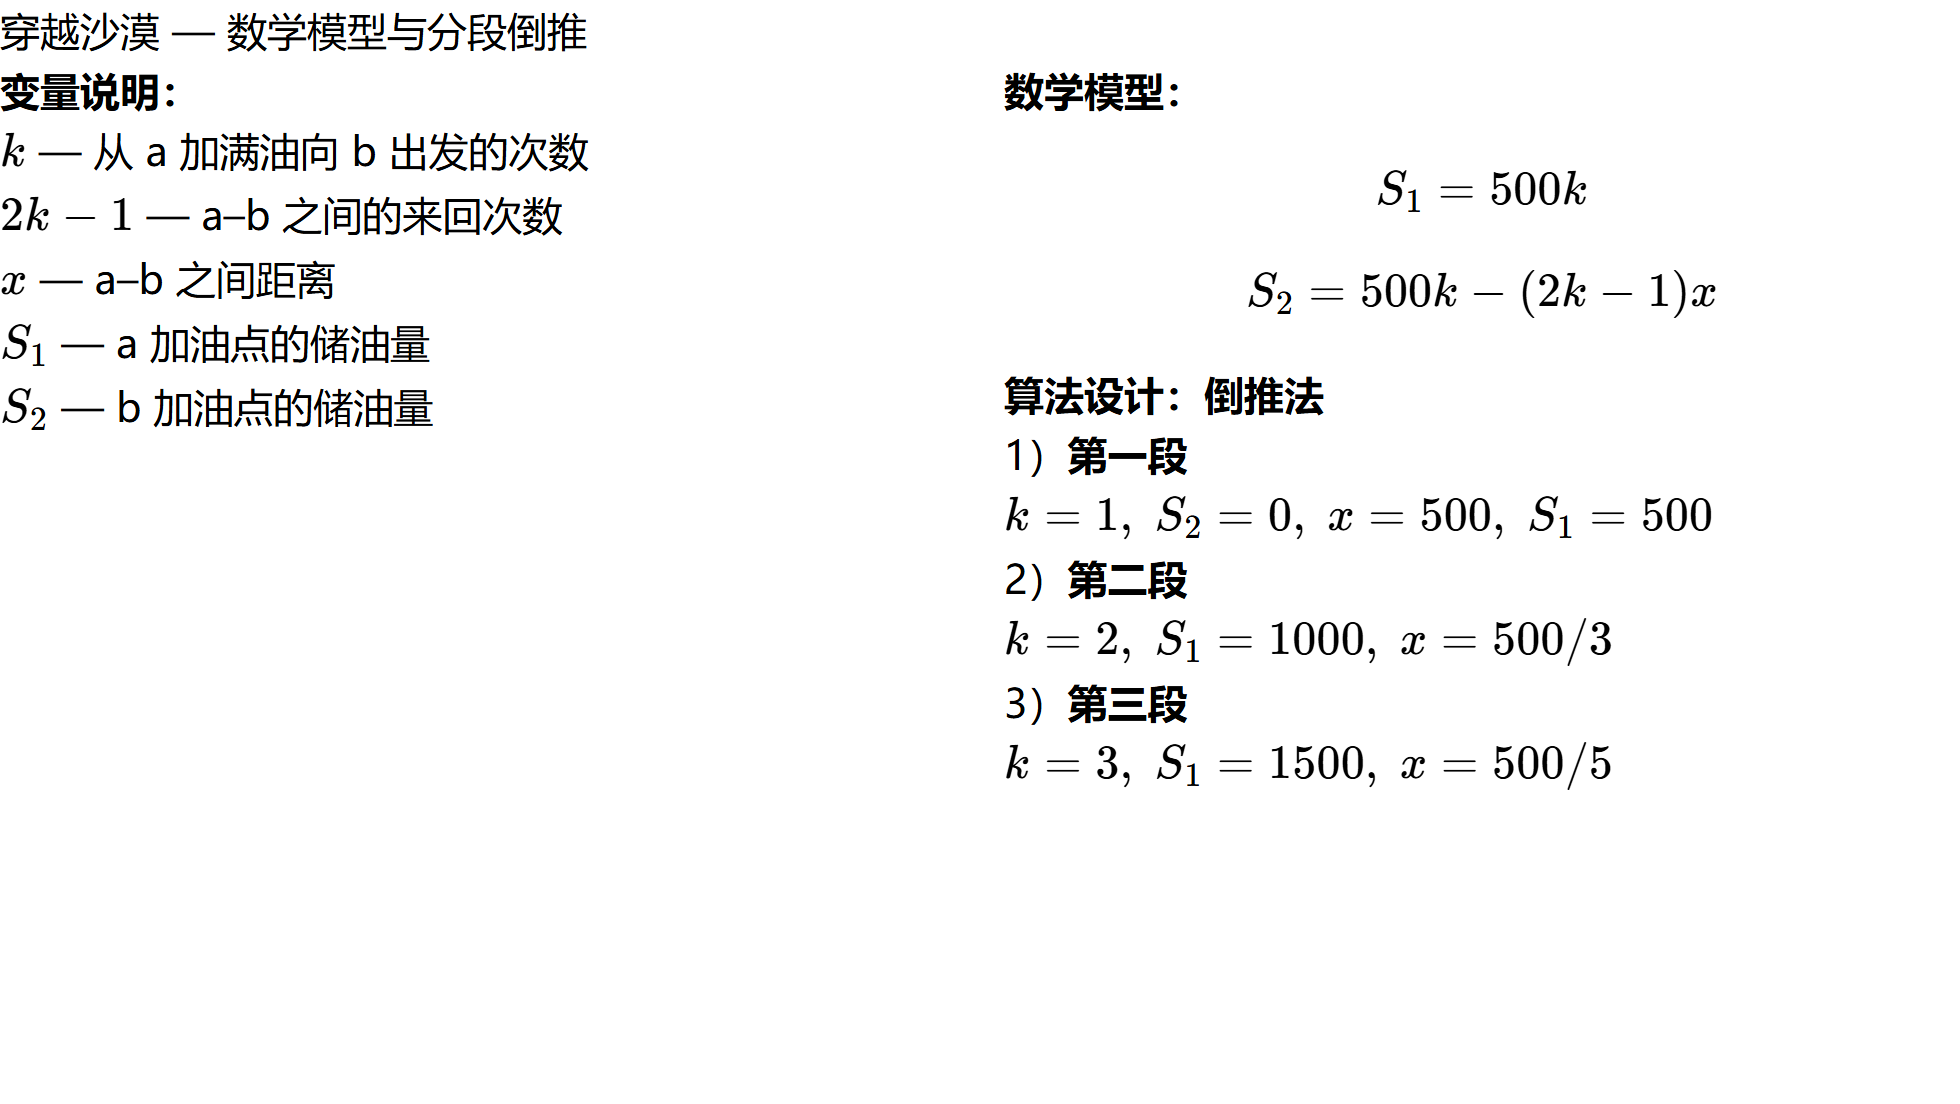 穿越沙漠 — 数学模型与分段倒推
变量说明：
k — 从 a 加满油向 b 出发的次数
2k − 1 — a–b 之间的来回次数
x — a–b 之间距离
S₁ — a 加油点的储油量
S₂ — b 加油点的储油量
数学模型：
S₁ = 500k
S₂ = 500k − (2k − 1)x
算法设计：倒推法
1）第一段
k = 1, S₂ = 0, x = 500, S₁ = 500
2）第二段
k = 2, S₁ = 1000, x = 500/3
3）第三段
k = 3, S₁ = 1500, x = 500/5